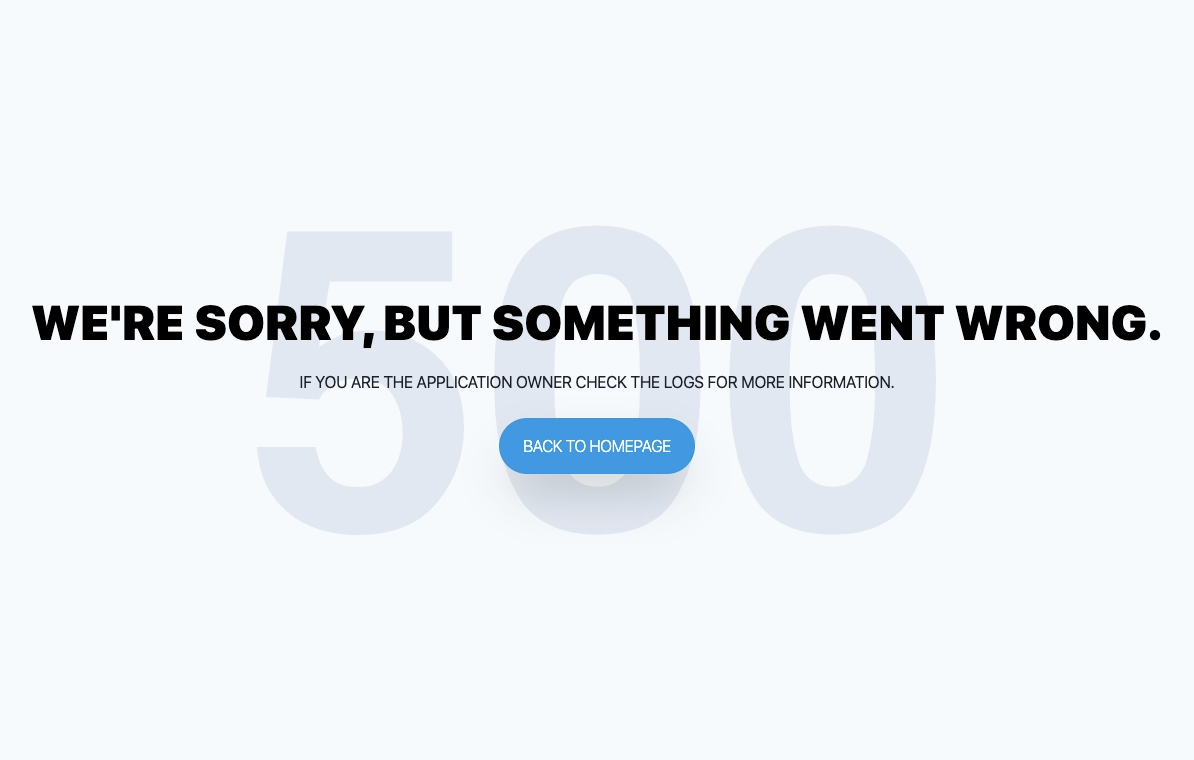 500
WE'RE SORRY, BUT SOMETHING WENT WRONG.
IF YOU ARE THE APPLICATION OWNER CHECK THE LOGS FOR MORE INFORMATION.
BACK TO HOMEPAGE